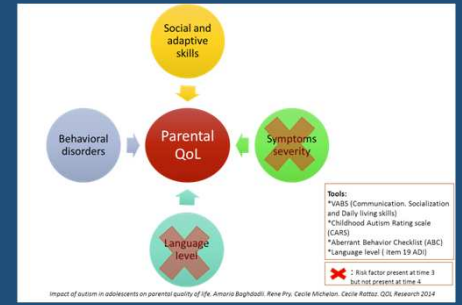 Social and
adaptive
skills
Behavioral
disorders
Parental
QoL
Symptoms
severity
Language
level
Tools:
*VABS (Communication. Socialization
and Daily living skills)
*Childhood Autism Rating scale
(CARS)
*Aberrant Behavior Checklist (ABC)
*Language level ( item 19 ADI)
: Risk factor present at time 3
but not present at time 4
Impact of autism in adolescents on parental quality of life. Amaria Baghdadli, Rene Pry, Cecile Michelon, Cecile Rattaz. QOL Research 2014